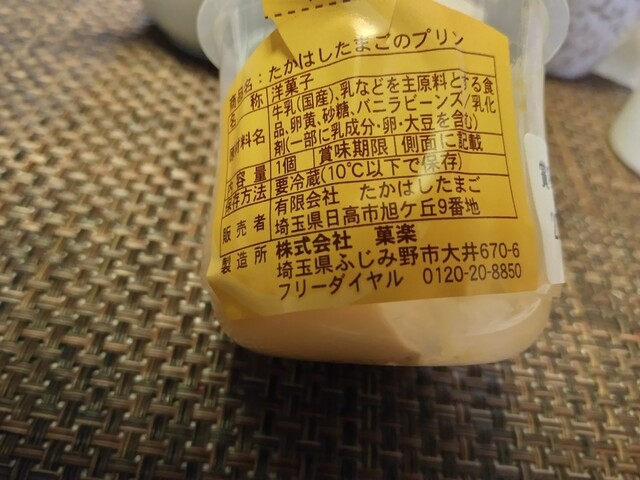 商品名：たかはしたまごのプリン
名 称 洋菓子
原材料名 牛乳(国産)、乳などを主原料とする食
品、卵黄、砂糖、バニラビーンズ/乳化
剤(一部に乳成分・卵・大豆を含む)
内容量 1個 賞味期限 側面に記載
保存方法 要冷蔵(10℃以下で保存)
販売者 有限会社 たかはしたまご
埼玉県日高市旭ケ丘9番地
製造所 株式会社 菓楽
埼玉県ふじみ野市大井670-6
フリーダイヤル 0120-20-8850